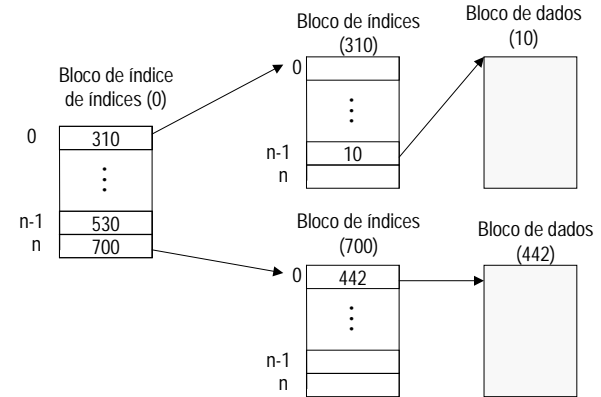 Bloco de índice
de índices (0)
0
310
⋮
n-1
530
n
700
Bloco de índices
(310)
0
⋮
n-1
10
n
Bloco de dados
(10)
Bloco de índices
(700)
0
442
⋮
n-1
n
Bloco de dados
(442)